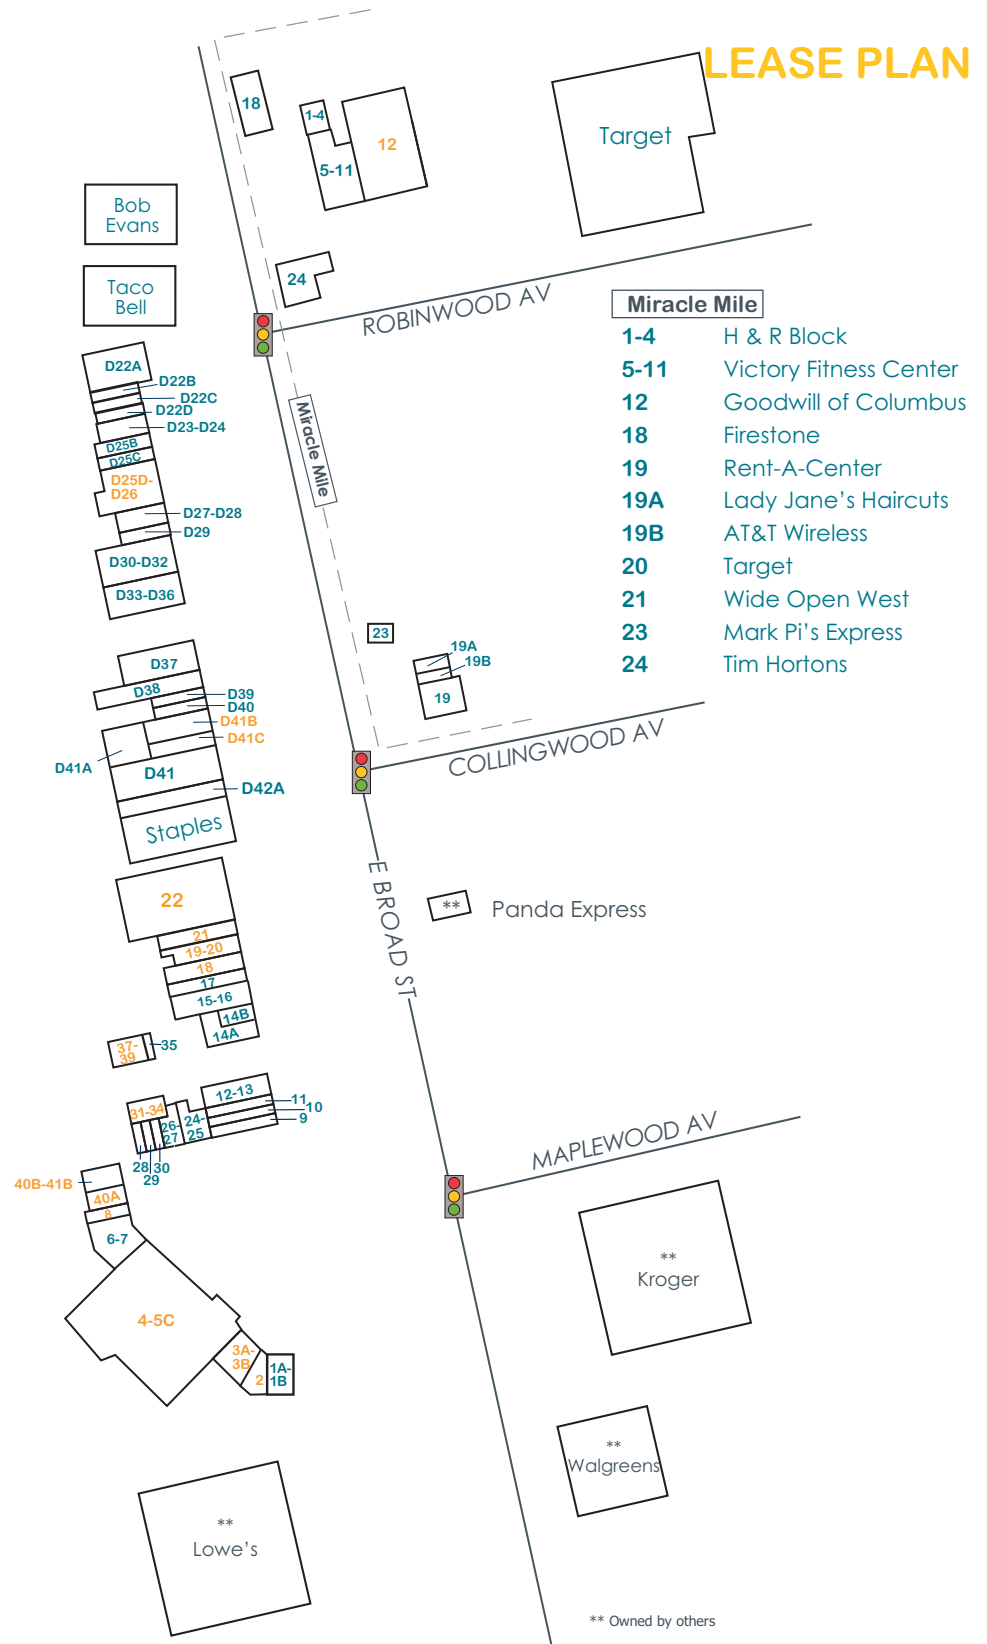 LEASE PLAN
18
1-4
12
5-11
Target
Bob
Evans
Taco
Bell
24
ROBINWOOD AV
Miracle Mile
1-4 H & R Block
5-11 Victory Fitness Center
12 Goodwill of Columbus
18 Firestone
19 Rent-A-Center
19A Lady Jane’s Haircuts
19B AT&T Wireless
20 Target
21 Wide Open West
23 Mark Pi’s Express
24 Tim Hortons
Miracle Mile
D22A
D22B
D22C
D22D
D23-D24
D25B
D25C
D25D-
D26
D27-D28
D29
D30-D32
D33-D36
23
19A
19B
19
D37
D38
D39
D40
D41B
D41C
D41A
D41
D42A
Staples
COLLINGWOOD AV
E BROAD ST
** Panda Express
22
21
19-20
18
17
15-16
14B
14A
37-
39
35
12-13
11
10
9
31-34
26-
27
24-
25
28
29
30
MAPLEWOOD AV
40B-41B
40A
8
6-7
4-5C
3A-
3B
2
1A-
1B
**
Kroger
**
Walgreens
**
Lowe’s
** Owned by others